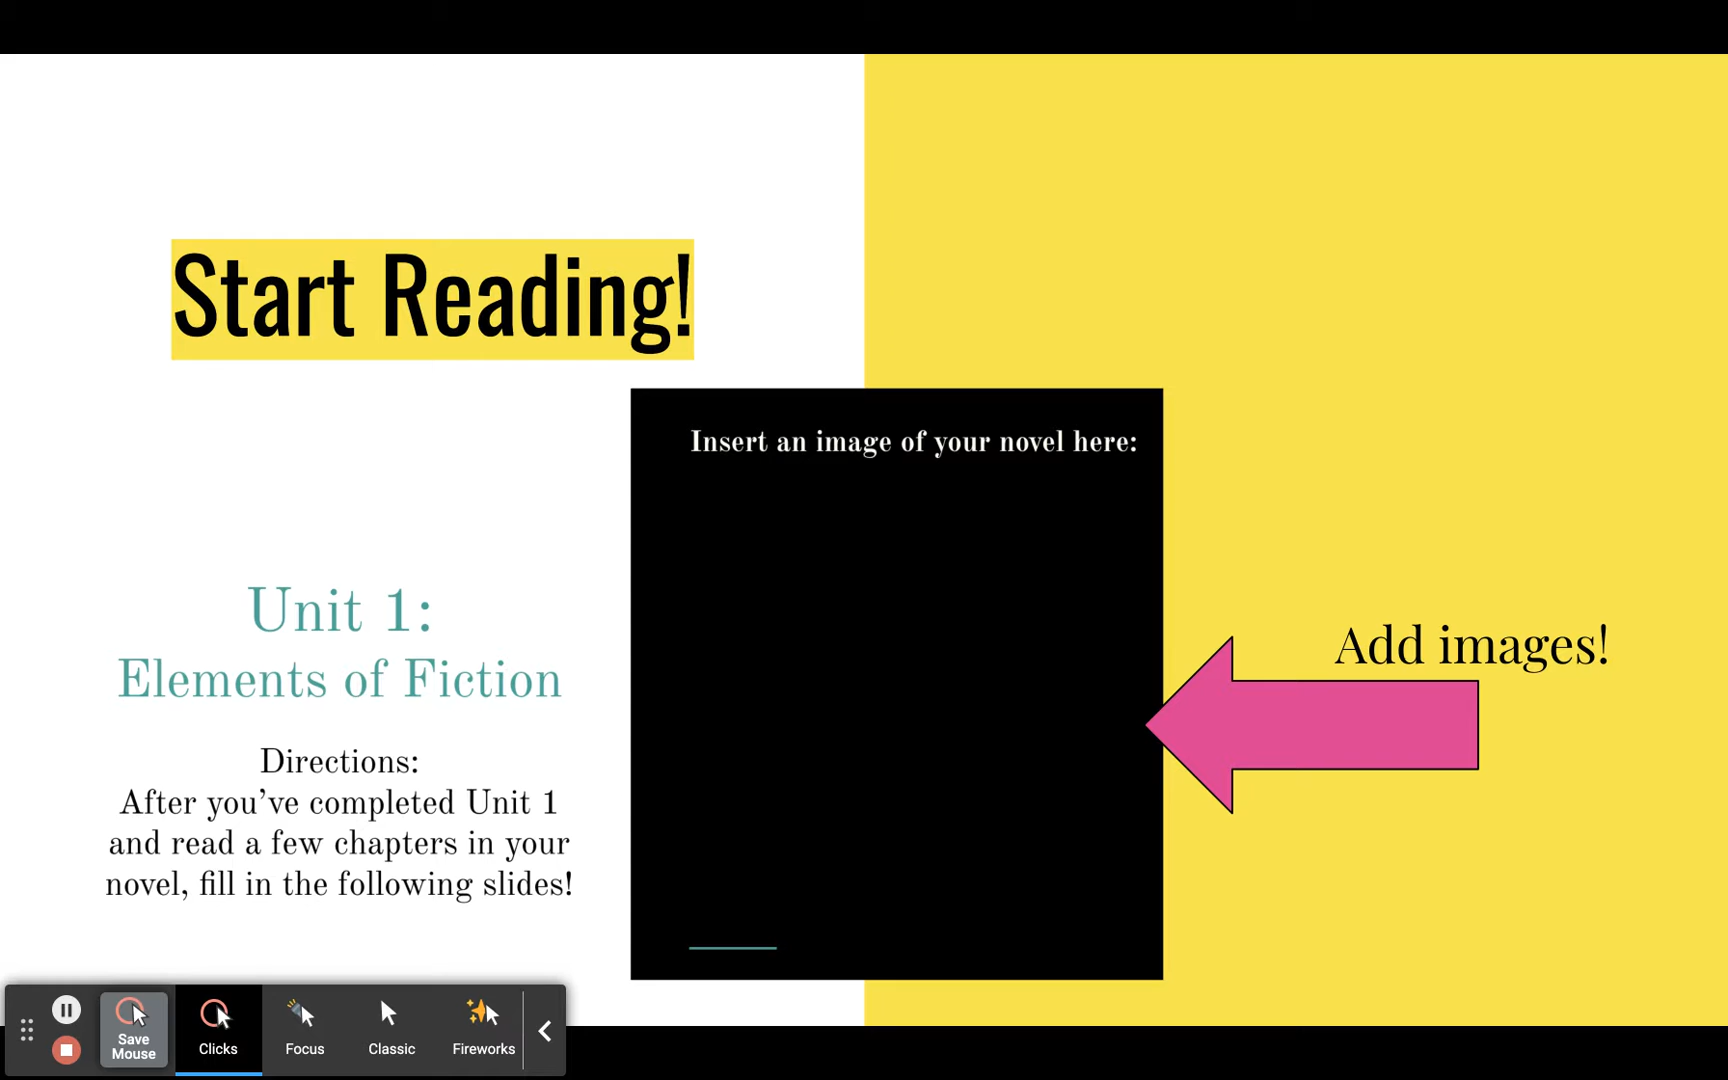 Start Reading!
Insert an image of your novel here:
Unit 1:
Elements of Fiction
Add images!
Directions:
After you’ve completed Unit 1
and read a few chapters in your
novel, fill in the following slides!
Save
Mouse
Clicks
Focus
Classic
Fireworks